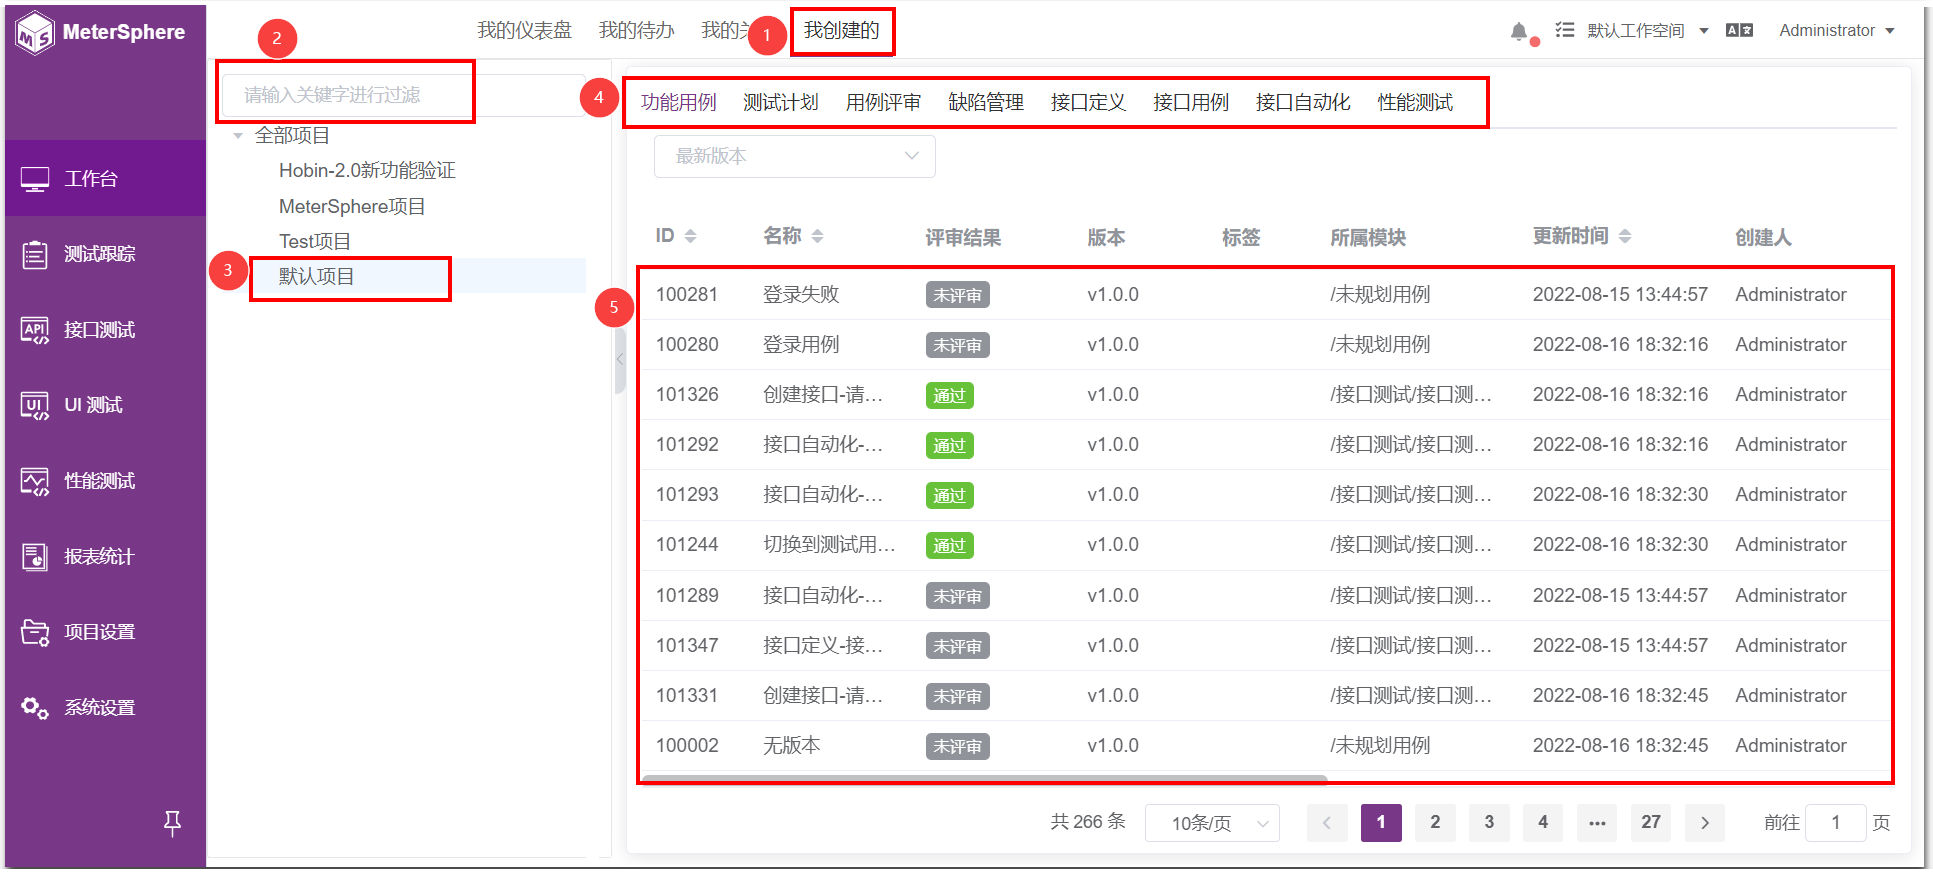 MeterSphere
我的仪表盘 我的待办 我的关 1 我创建的
默认工作空间 Administrator
2
请输入关键字进行过滤
全部项目
Hobin-2.0新功能验证
MeterSphere项目
Test项目
3 默认项目
工作台
测试跟踪
接口测试
UI 测试
性能测试
报表统计
项目设置
系统设置
4 功能用例 测试计划 用例评审 缺陷管理 接口定义 接口用例 接口自动化 性能测试
最新版本
ID 名称 评审结果 版本 标签 所属模块 更新时间 创建人
5
100281 登录失败 未评审 v1.0.0 /未规划用例 2022-08-15 13:44:57 Administrator
100280 登录用例 未评审 v1.0.0 /未规划用例 2022-08-16 18:32:16 Administrator
101326 创建接口-请... 通过 v1.0.0 /接口测试/接口测... 2022-08-16 18:32:16 Administrator
101292 接口自动化-... 通过 v1.0.0 /接口测试/接口测... 2022-08-16 18:32:16 Administrator
101293 接口自动化-... 通过 v1.0.0 /接口测试/接口测... 2022-08-16 18:32:30 Administrator
101244 切换到测试用... 通过 v1.0.0 /接口测试/接口测... 2022-08-16 18:32:30 Administrator
101289 接口自动化-... 未评审 v1.0.0 /接口测试/接口测... 2022-08-15 13:44:57 Administrator
101347 接口定义-接... 未评审 v1.0.0 /接口测试/接口测... 2022-08-15 13:44:57 Administrator
101331 创建接口-请... 未评审 v1.0.0 /接口测试/接口测... 2022-08-16 18:32:45 Administrator
100002 无版本 未评审 v1.0.0 /未规划用例 2022-08-16 18:32:45 Administrator
共 266 条 10条/页 1 2 3 4 ... 27 前往 1 页